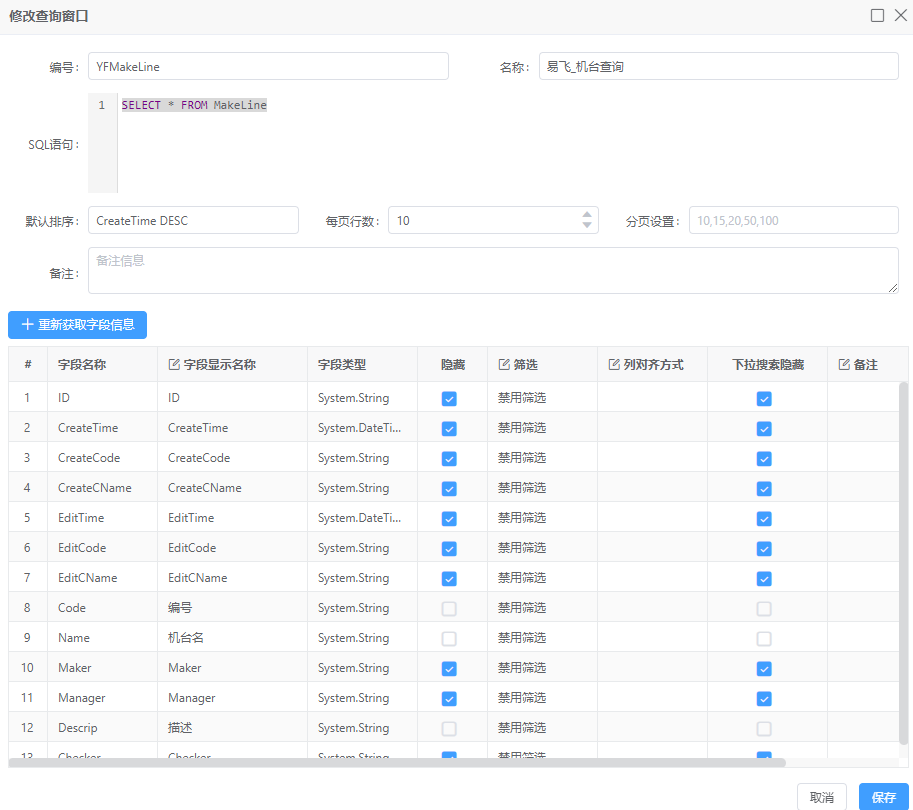 修改查询窗口
编号： YFMakeLine 名称： 易飞_机台查询
1 SELECT * FROM MakeLine
SQL语句：
默认排序： CreateTime DESC 每页行数： 10 分页设置： 10,15,20,50,100
备注： 备注信息
重新获取字段信息
# 字段名称 字段显示名称 字段类型 隐藏 筛选 列对齐方式 下拉搜索隐藏 备注
1 ID ID System.String 禁用筛选
2 CreateTime CreateTime System.DateTi... 禁用筛选
3 CreateCode CreateCode System.String 禁用筛选
4 CreateCName CreateCName System.String 禁用筛选
5 EditTime EditTime System.DateTi... 禁用筛选
6 EditCode EditCode System.String 禁用筛选
7 EditCName EditCName System.String 禁用筛选
8 Code 编号 System.String 禁用筛选
9 Name 机台名 System.String 禁用筛选
10 Maker Maker System.String 禁用筛选
11 Manager Manager System.String 禁用筛选
12 Descrip 描述 System.String 禁用筛选
13 Checker Checker System.String 禁用筛选
取消 保存